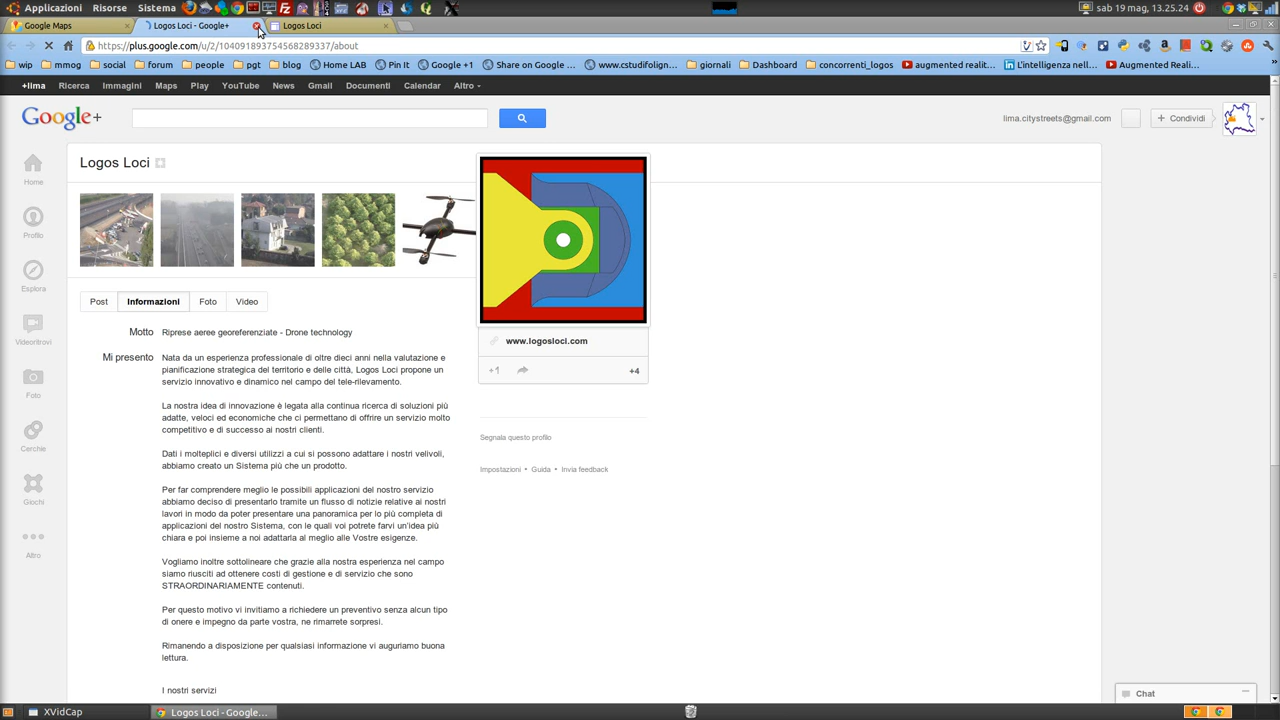 Applicazioni Risorse Sistema
sab 19 mag, 13.25.24
Google Maps
Logos Loci - Google+
Logos Loci
https://plus.google.com/u/2/104091893754568289337/about
wip
mmog
social
forum
people
pgt
blog
Home LAB
Pin It
Google +1
Share on Google ...
www.cstudifolign...
giornali
Dashboard
concorrenti_logos
augmented realit...
L'intelligenza nell...
Augmented Reali...
+lima Ricerca Immagini Maps Play YouTube News Gmail Documenti Calendar Altro
Google+
lima.citystreets@gmail.com
+ Condividi
Logos Loci
Home
Profilo
Esplora
Videoritrovi
Foto
Cerchie
Giochi
Altro
Post Informazioni Foto Video
www.logosloci.com
+1
+4
Segnala questo profilo
Impostazioni • Guida • Invia feedback
Motto Riprese aeree georeferenziate - Drone technology
Mi presento Nata da un esperienza professionale di oltre dieci anni nella valutazione e
pianificazione strategica del territorio e delle città, Logos Loci propone un
servizio innovativo e dinamico nel campo del tele-rilevamento.
La nostra idea di innovazione è legata alla continua ricerca di soluzioni più
adatte, veloci ed economiche che ci permettano di offrire un servizio molto
competitivo e di successo ai nostri clienti.
Dati i molteplici e diversi utilizzi a cui si possono adattare i nostri velivoli,
abbiamo creato un Sistema più che un prodotto.
Per far comprendere meglio le possibili applicazioni del nostro servizio
abbiamo deciso di presentarlo tramite un flusso di notizie relative ai nostri
lavori in modo da poter presentare una panoramica per lo più completa di
applicazioni del nostro Sistema, con le quali voi potrete farvi un'idea più
chiara e poi insieme a noi adattarla al meglio alle Vostre esigenze.
Vogliamo inoltre sottolineare che grazie alla nostra esperienza nel campo
siamo riusciti ad ottenere costi di gestione e di servizio che sono
STRAORDINARIAMENTE contenuti.
Per questo motivo vi invitiamo a richiedere un preventivo senza alcun tipo
di onere e impegno da parte vostra, ne rimarrete sorpresi.
Rimanendo a disposizione per qualsiasi informazione vi auguriamo buona
lettura.
I nostri servizi
Chat
XVidCap
Logos Loci - Google...